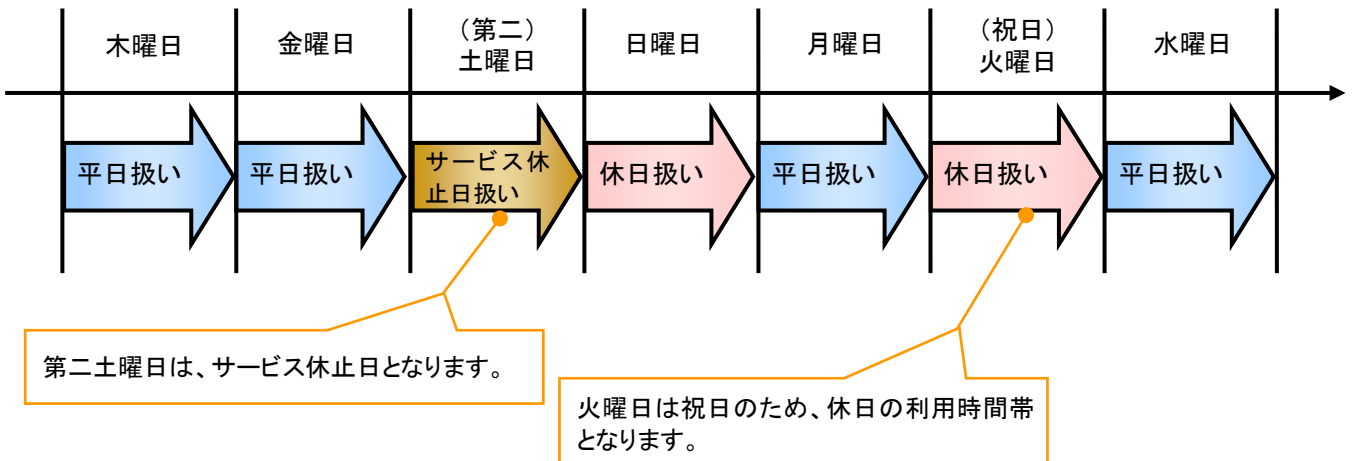 木曜日
金曜日
（第二）
土曜日
日曜日
月曜日
（祝日）
火曜日
水曜日
平日扱い
平日扱い
サービス休
止日扱い
休日扱い
平日扱い
休日扱い
平日扱い
第二土曜日は、サービス休止日となります。
火曜日は祝日のため、休日の利用時間帯
となります。